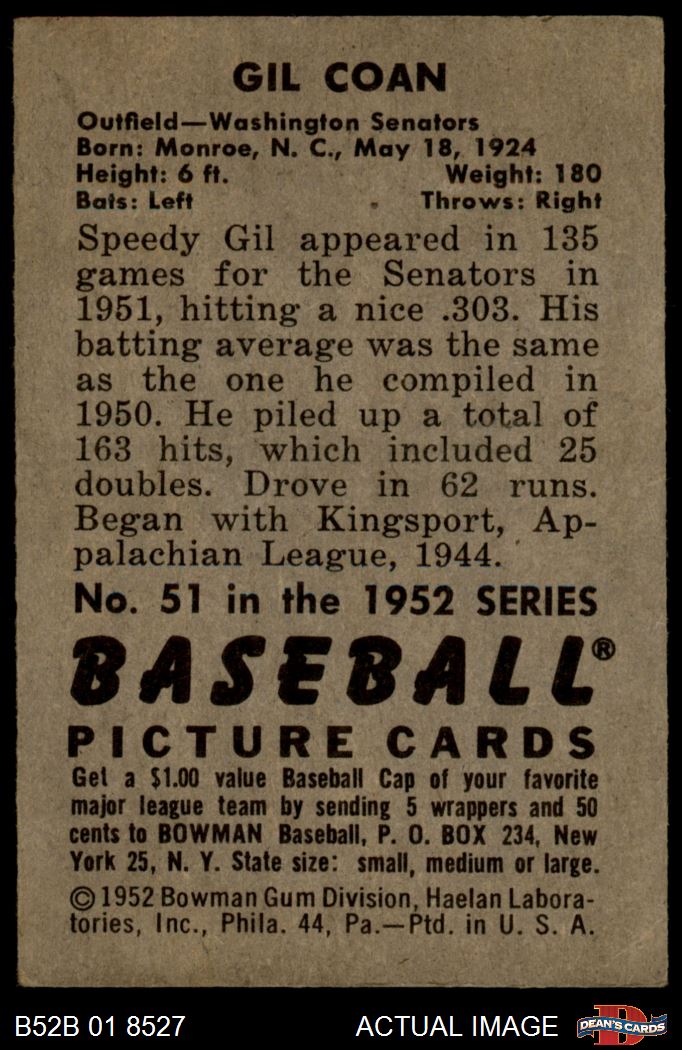 GIL COAN
Outfield—Washington Senators
Born: Monroe, N. C., May 18, 1924
Height: 6 ft. Weight: 180
Bats: Left Throws: Right
Speedy Gil appeared in 135
games for the Senators in
1951, hitting a nice .303. His
batting average was the same
as the one he compiled in
1950. He piled up a total of
163 hits, which included 25
doubles. Drove in 62 runs.
Began with Kingsport, Ap-
palachian League, 1944.
No. 51 in the 1952 SERIES
BASEBALL®
PICTURE CARDS
Get a $1.00 value Baseball Cap of your favorite
major league team by sending 5 wrappers and 50
cents to BOWMAN Baseball, P. O. BOX 234, New
York 25, N. Y. State size: small, medium or large.
© 1952 Bowman Gum Division, Haelan Labora-
tories, Inc., Phila. 44, Pa.—Ptd. in U. S. A.
B52B 01 8527 ACTUAL IMAGE D DEAN'S CARDS